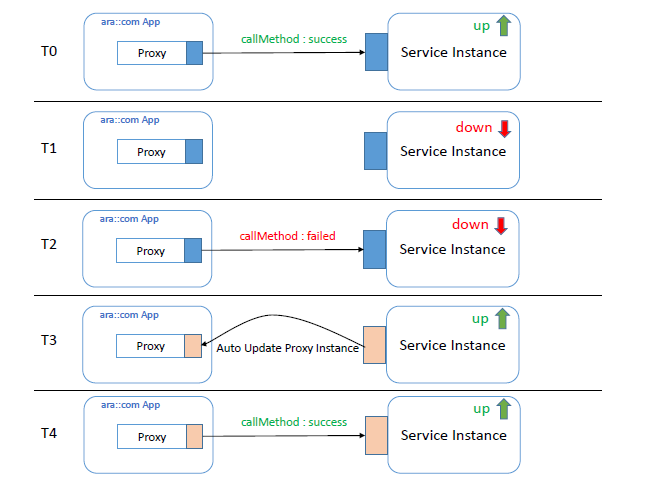 ara::com App
up
T0
Proxy
callMethod : success
Service Instance
ara::com App
down
T1
Proxy
Service Instance
ara::com App
down
T2
Proxy
callMethod : failed
Service Instance
ara::com App
up
T3
Proxy
Auto Update Proxy Instance
Service Instance
ara::com App
up
T4
Proxy
callMethod : success
Service Instance